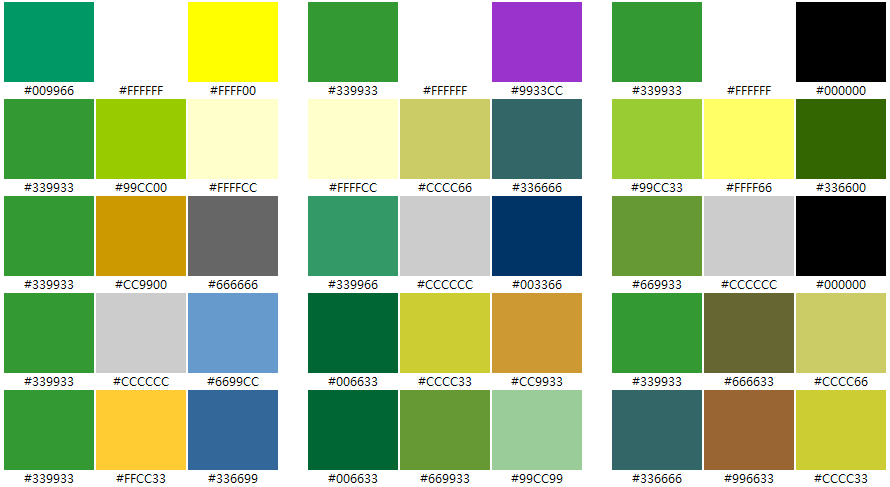 #009966 #FFFFFF #FFFF00 #339933 #FFFFFF #9933CC #339933 #FFFFFF #000000
#339933 #99CC00 #FFFFCC #FFFFCC #CCCC66 #336666 #99CC33 #FFFF66 #336600
#339933 #CC9900 #666666 #339966 #CCCCCC #003366 #669933 #CCCCCC #000000
#339933 #CCCCCC #6699CC #006633 #CCCC33 #CC9933 #339933 #666633 #CCCC66
#339933 #FFCC33 #336699 #006633 #669933 #99CC99 #336666 #996633 #CCCC33